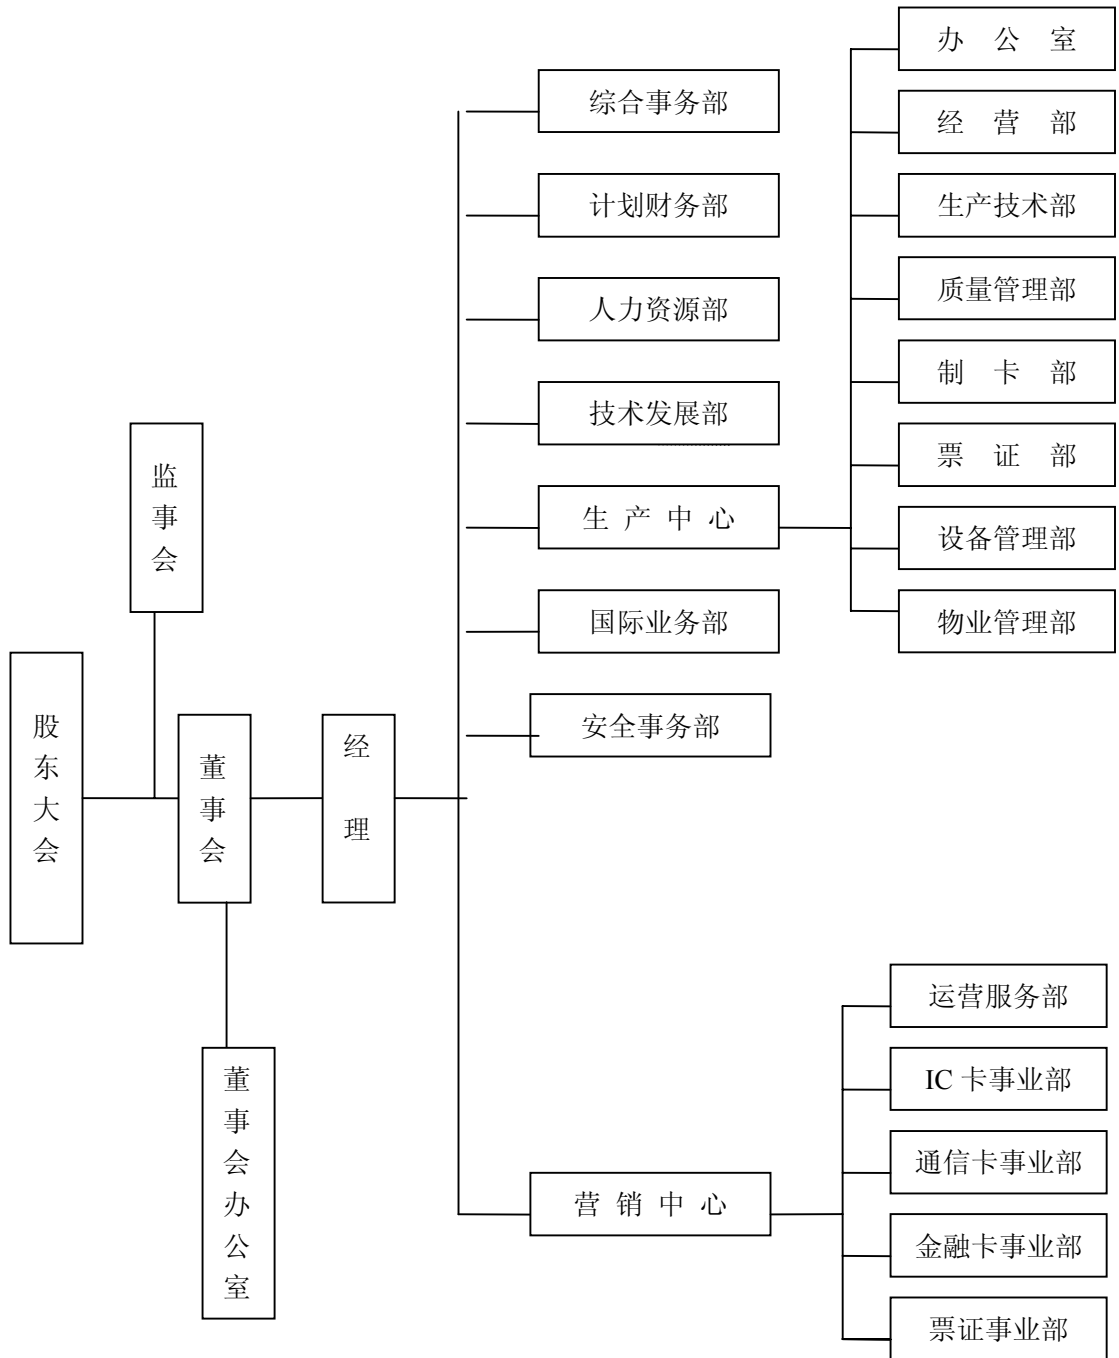 办 公 室
综合事务部
经 营 部
计划财务部
生产技术部
人力资源部
质量管理部
技术发展部
制 卡 部
监事会
票 证 部
生 产 中 心
设备管理部
国际业务部
物业管理部
股东大会
董事会
经 理
安全事务部
董事会办公室
运营服务部
IC 卡事业部
通信卡事业部
营 销 中 心
金融卡事业部
票证事业部